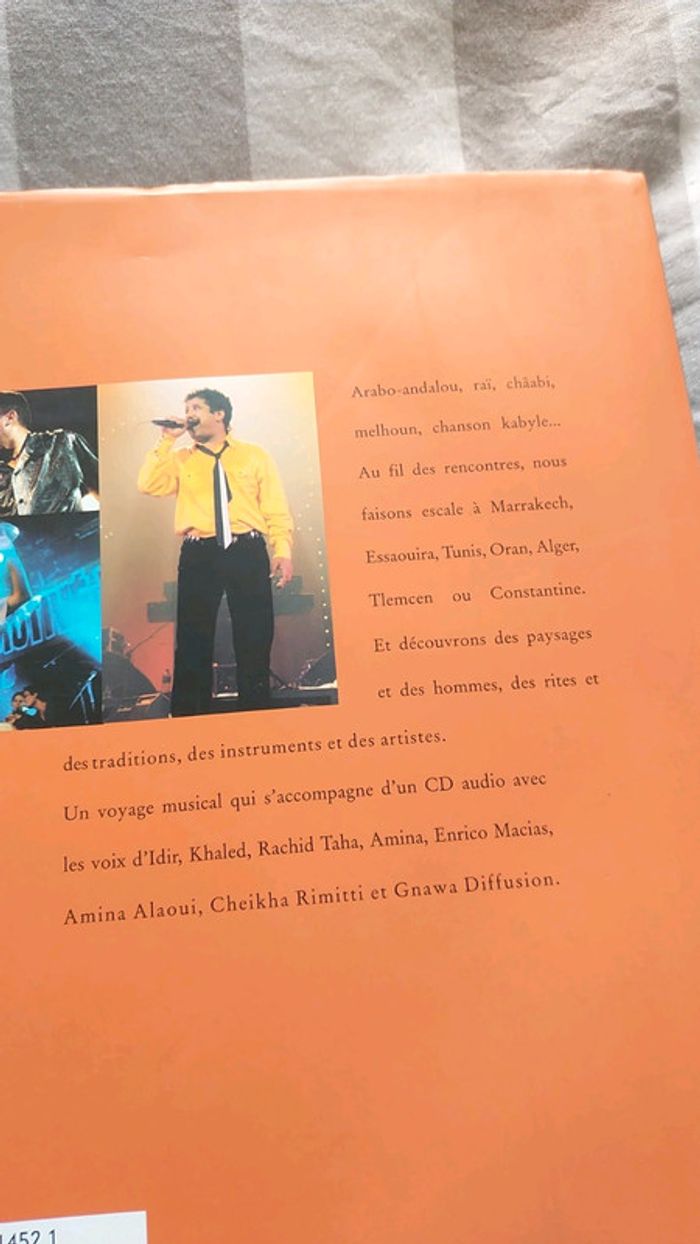 Arabo-andalou, raï, châabi,
melhoun, chanson kabyle...
Au fil des rencontres, nous
faisons escale à Marrakech,
Essaouira, Tunis, Oran, Alger,
Tlemcen ou Constantine.
Et découvrons des paysages
et des hommes, des rites et
des traditions, des instruments et des artistes.
Un voyage musical qui s'accompagne d'un CD audio avec
les voix d'Idir, Khaled, Rachid Taha, Amina, Enrico Macias,
Amina Alaoui, Cheikha Rimitti et Gnawa Diffusion.
1452 1